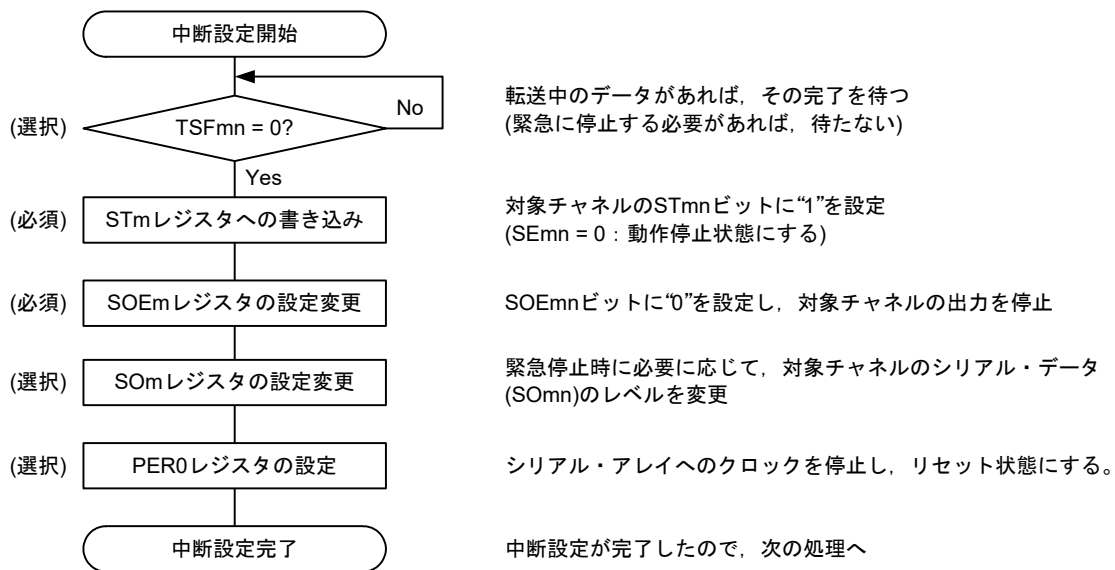 中断設定開始
No
転送中のデータがあれば，その完了を待つ
(緊急に停止する必要があれば，待たない)
(選択)
TSFmn = 0?
Yes
(必須)
STmレジスタへの書き込み
対象チャネルのSTmnビットに“1”を設定
(SEmn = 0：動作停止状態にする)
(必須)
SOEmレジスタの設定変更
SOEmnビットに“0”を設定し，対象チャネルの出力を停止
(選択)
SOmレジスタの設定変更
緊急停止時に必要に応じて，対象チャネルのシリアル・データ
(SOmn)のレベルを変更
(選択)
PER0レジスタの設定
シリアル・アレイへのクロックを停止し，リセット状態にする。
中断設定完了
中断設定が完了したので，次の処理へ